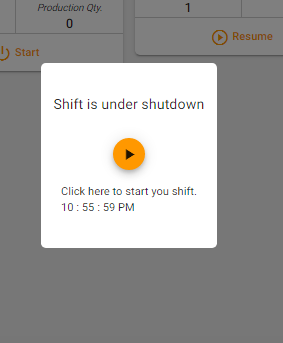 Production Qty.
0
Start
1
Resume
Shift is under shutdown
Click here to start you shift.
10 : 55 : 59 PM